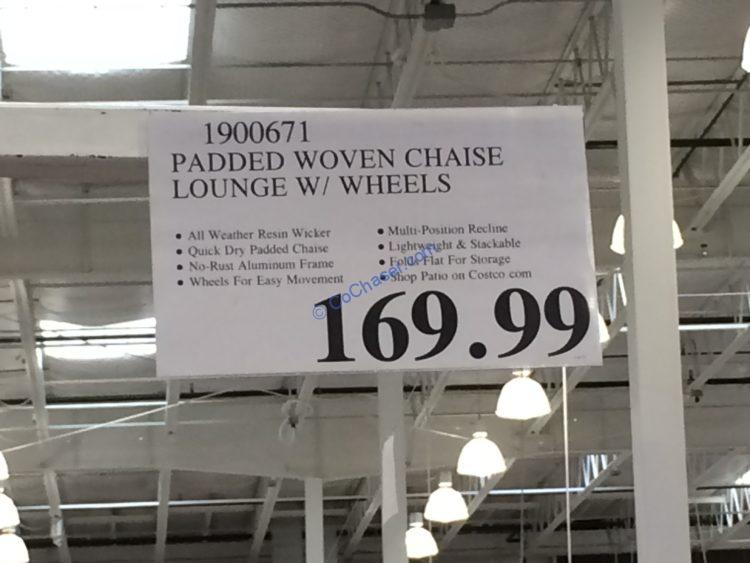 1900671
PADDED WOVEN CHAISE
LOUNGE W/ WHEELS
• All Weather Resin Wicker
• Quick Dry Padded Chaise
• No-Rust Aluminum Frame
• Wheels For Easy Movement
• Multi-Position Recline
• Lightweight & Stackable
• Folds Flat For Storage
• Shop Patio on Costco.com
169.99
© CoChaser.com